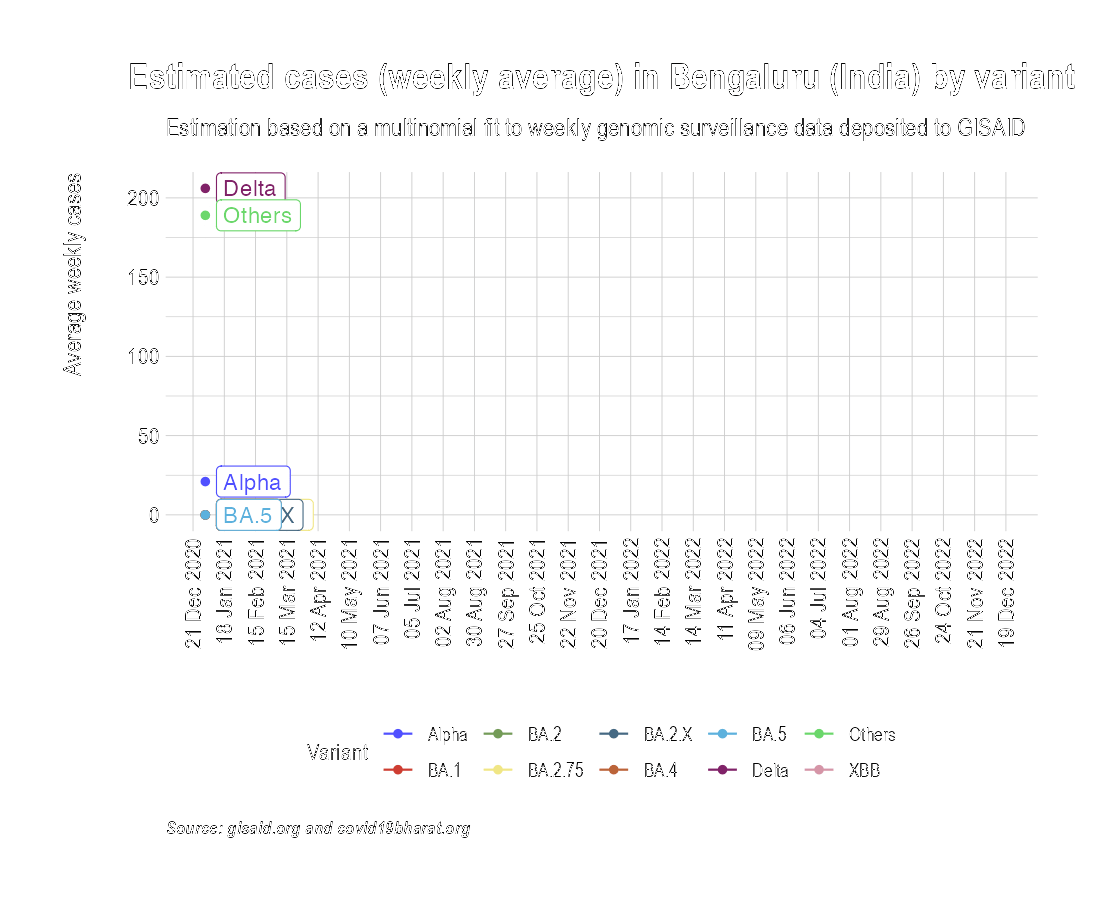 Estimated cases (weekly average) in Bengaluru (India) by variant
Estimation based on a multinomial fit to weekly genomic surveillance data deposited to GISAID
Average weekly cases
200
150
100
50
0
Delta
Others
Alpha
BA.5
X
21 Dec 2020
18 Jan 2021
15 Feb 2021
15 Mar 2021
12 Apr 2021
10 May 2021
07 Jun 2021
05 Jul 2021
02 Aug 2021
30 Aug 2021
27 Sep 2021
25 Oct 2021
22 Nov 2021
20 Dec 2021
17 Jan 2022
14 Feb 2022
14 Mar 2022
11 Apr 2022
09 May 2022
06 Jun 2022
04 Jul 2022
01 Aug 2022
29 Aug 2022
26 Sep 2022
24 Oct 2022
21 Nov 2022
19 Dec 2022
Variant
Alpha BA.2 BA.2.X BA.5 Others
BA.1 BA.2.75 BA.4 Delta XBB
Source: gisaid.org and covid19bharat.org